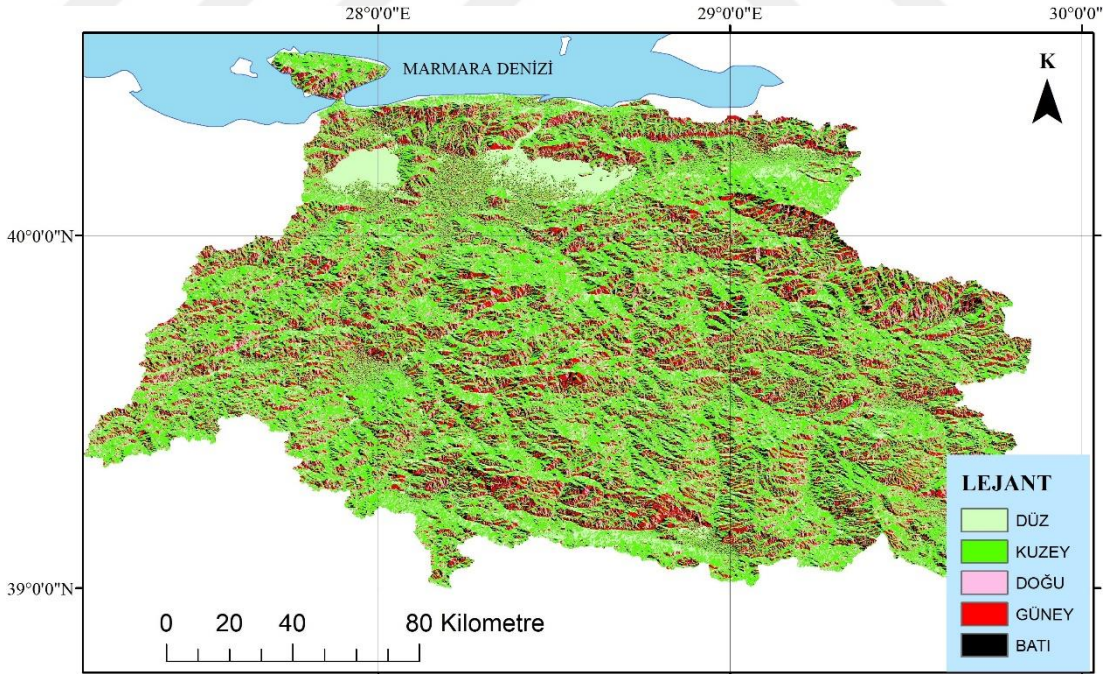 28°0'0"E 29°0'0"E 30°0'0"
MARMARA DENİZİ
K
40°0'0"N
39°0'0"N
LEJANT
DÜZ
KUZEY
DOĞU
GÜNEY
BATI
0 20 40 80 Kilometre